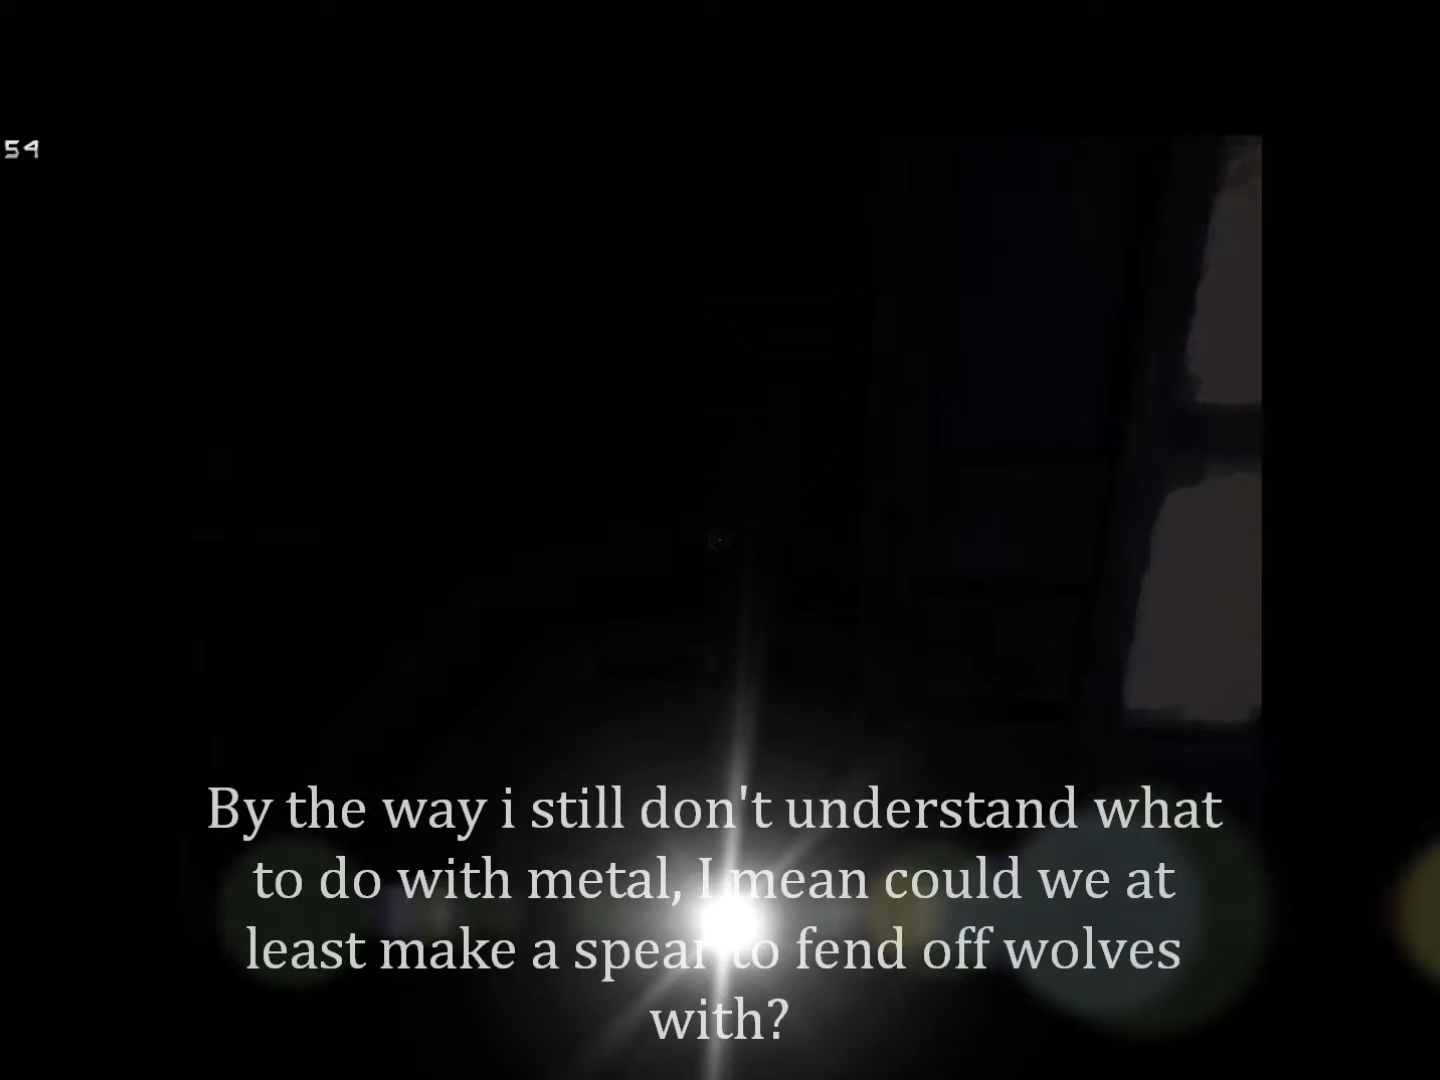 54
By the way i still don't understand what
to do with metal, I mean could we at
least make a spear to fend off wolves
with?